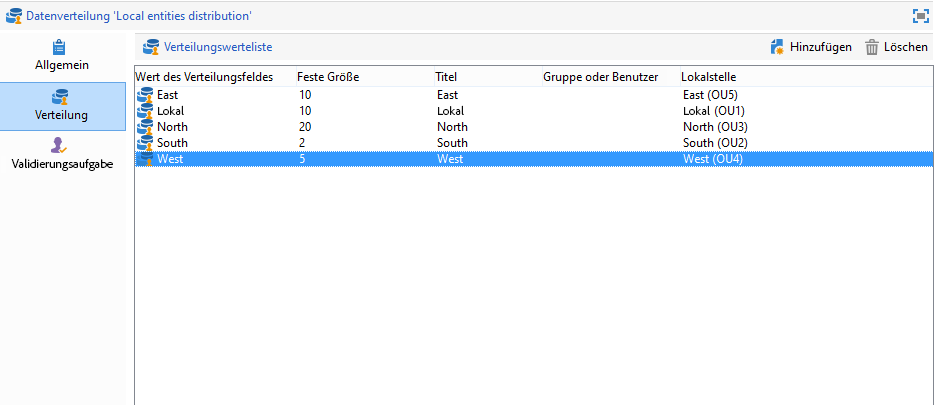 Datenverteilung 'Local entities distribution'
Allgemein
Verteilung
Validierungsaufgabe
Verteilungswerteliste
Hinzufügen
Löschen
Wert des Verteilungsfeldes Feste Größe Titel Gruppe oder Benutzer Lokalstelle
East 10 East East (OU5)
Lokal 10 Lokal Lokal (OU1)
North 20 North North (OU3)
South 2 South South (OU2)
West 5 West West (OU4)